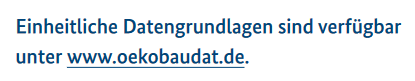 Einheitliche Datengrundlagen sind verfügbar
unter www.oekobaudat.de.